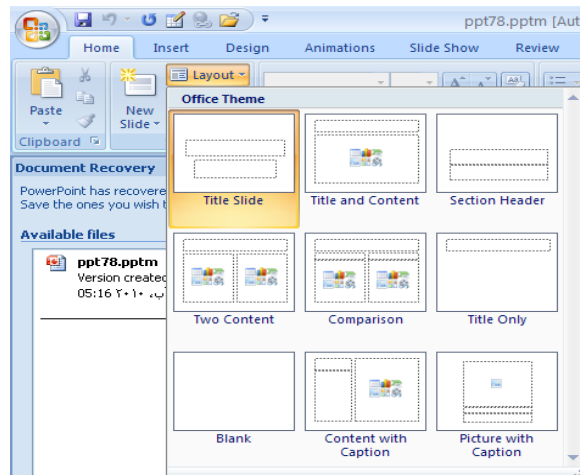 ppt78.pptm [Aut
Home Insert Design Animations Slide Show Review
Layout
Paste
New
Slide
Clipboard
Office Theme
Title Slide Title and Content Section Header
Two Content Comparison Title Only
Blank Content with
Caption Picture with
Caption
Document Recovery
PowerPoint has recovere
Save the ones you wish t
Available files
ppt78.pptm
Version created
آب، ٢٠١٠ 05:16